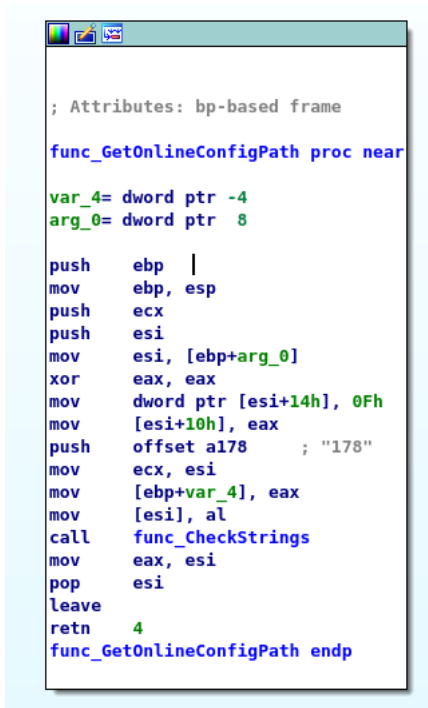 ; Attributes: bp-based frame
func_GetOnlineConfigPath proc near
var_4= dword ptr -4
arg_0= dword ptr  8
push    ebp
mov     ebp, esp
push    ecx
push    esi
mov     esi, [ebp+arg_0]
xor     eax, eax
mov     dword ptr [esi+14h], 0Fh
mov     [esi+10h], eax
push    offset a178     ; "178"
mov     ecx, esi
mov     [ebp+var_4], eax
mov     [esi], al
call    func_CheckStrings
mov     eax, esi
pop     esi
leave
retn    4
func_GetOnlineConfigPath endp